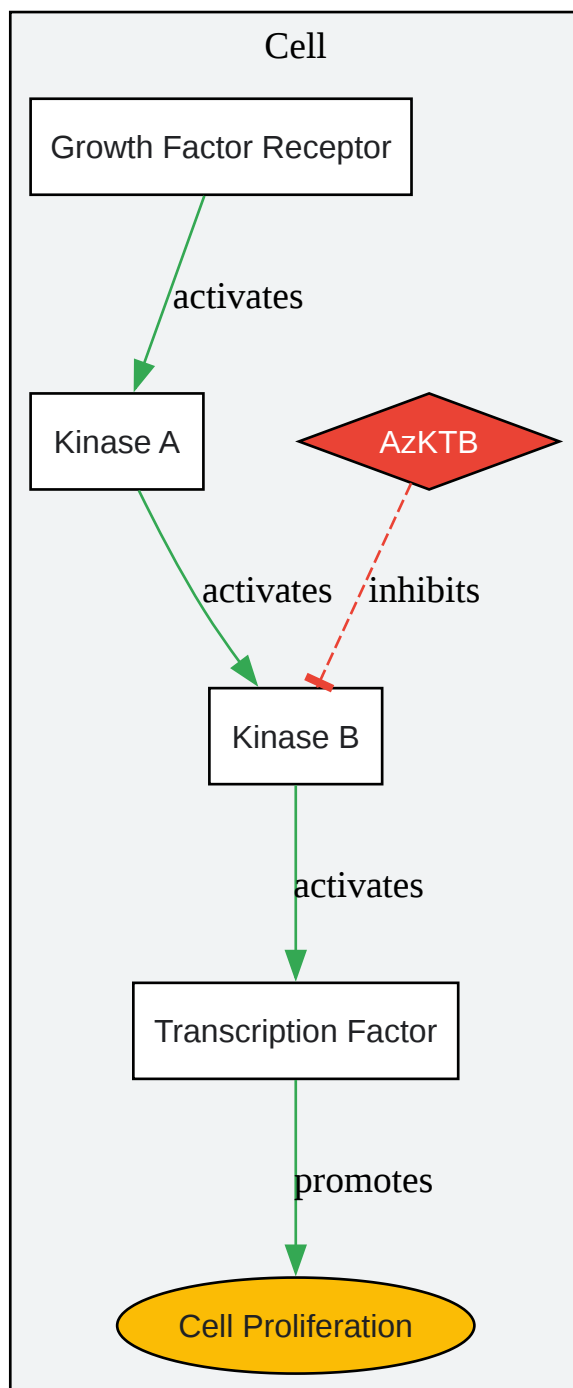 Cell
Growth Factor Receptor
activates
Kinase A
AzKTB
activates
inhibits
Kinase B
activates
Transcription Factor
promotes
Cell Proliferation